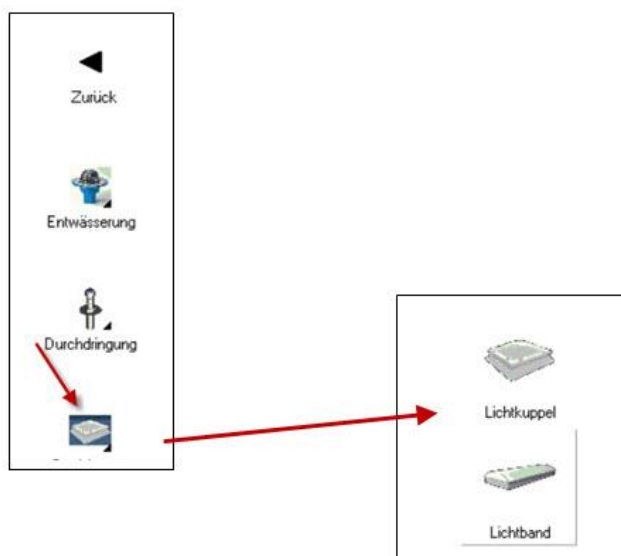 Zurück
Entwässerung
Durchdringung
Lichtkuppel
Lichtband